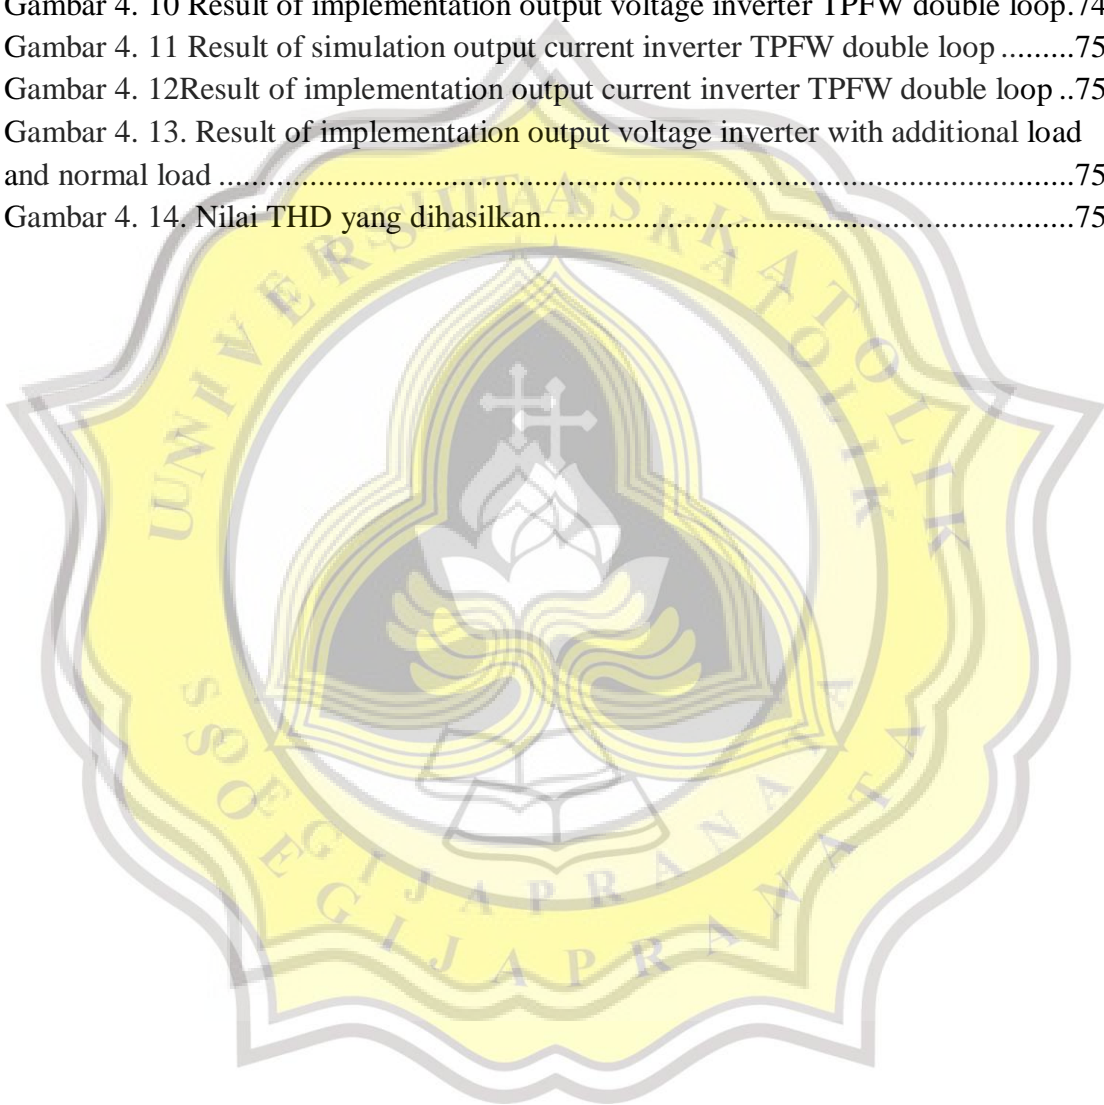 Gambar 4. 10 Result of implementation output voltage inverter TPFW double loop.74
Gambar 4. 11 Result of simulation output current inverter TPFW double loop .........75
Gambar 4. 12Result of implementation output current inverter TPFW double loop ..75
Gambar 4. 13. Result of implementation output voltage inverter with additional load
and normal load ........................................................................................................75
Gambar 4. 14. Nilai THD yang dihasilkan.................................................................75
UNIVERSITAS KATOLIK
SOEGIJAPRANATA